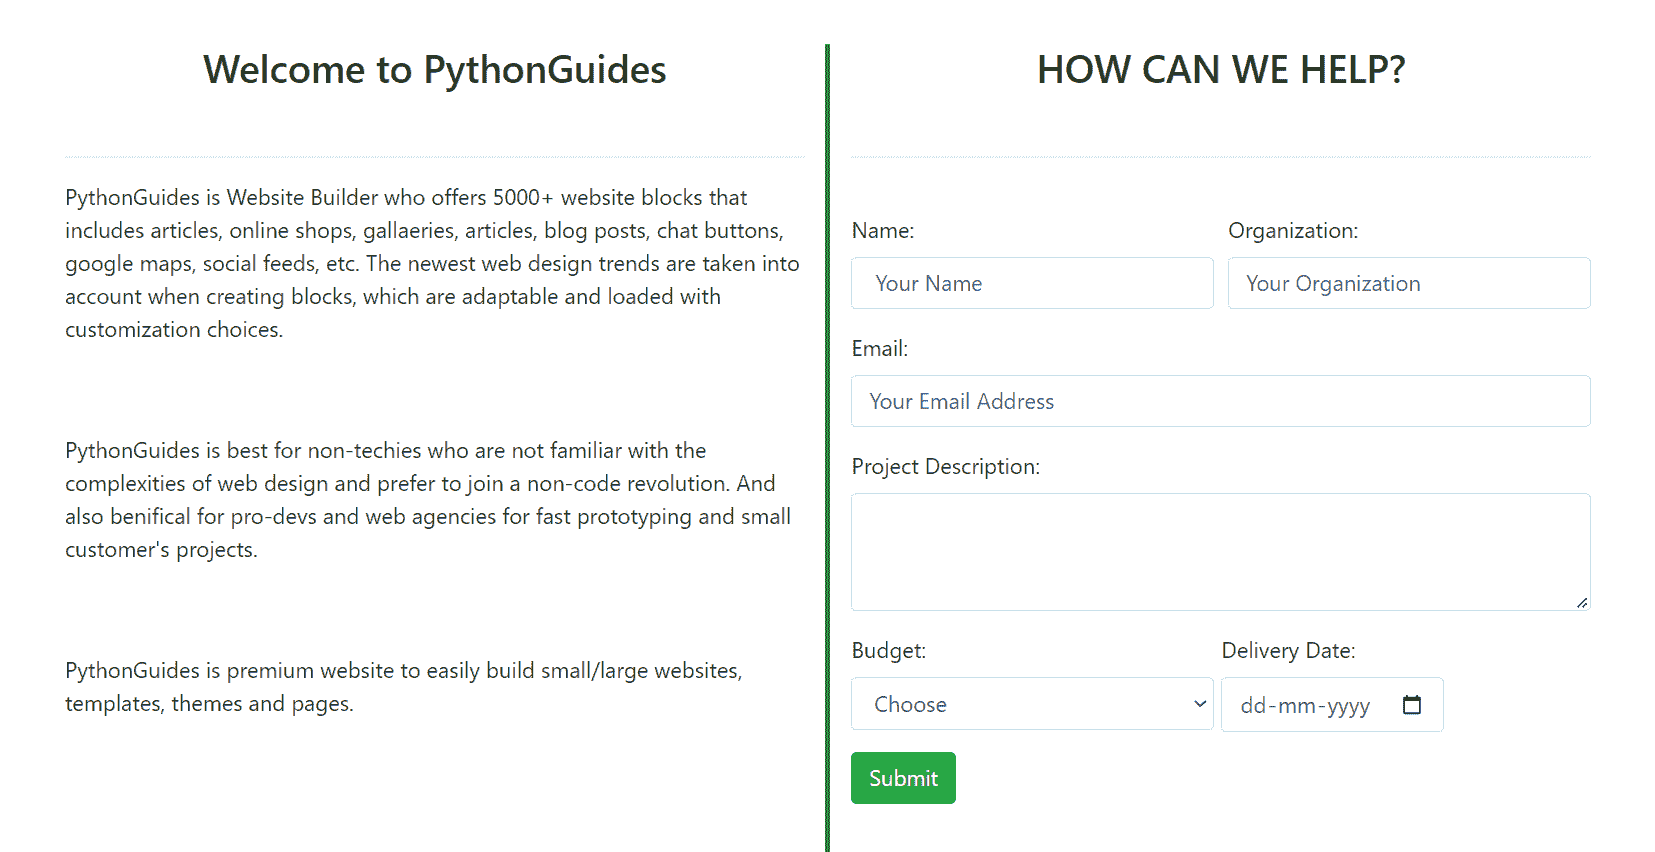 Welcome to PythonGuides
PythonGuides is Website Builder who offers 5000+ website blocks that
includes articles, online shops, gallaeries, articles, blog posts, chat buttons,
google maps, social feeds, etc. The newest web design trends are taken into
account when creating blocks, which are adaptable and loaded with
customization choices.
PythonGuides is best for non-techies who are not familiar with the
complexities of web design and prefer to join a non-code revolution. And
also benifical for pro-devs and web agencies for fast prototyping and small
customer's projects.
PythonGuides is premium website to easily build small/large websites,
templates, themes and pages.
HOW CAN WE HELP?
Name: Organization:
Your Name Your Organization
Email:
Your Email Address
Project Description:
Budget: Delivery Date:
Choose dd-mm-yyyy
Submit